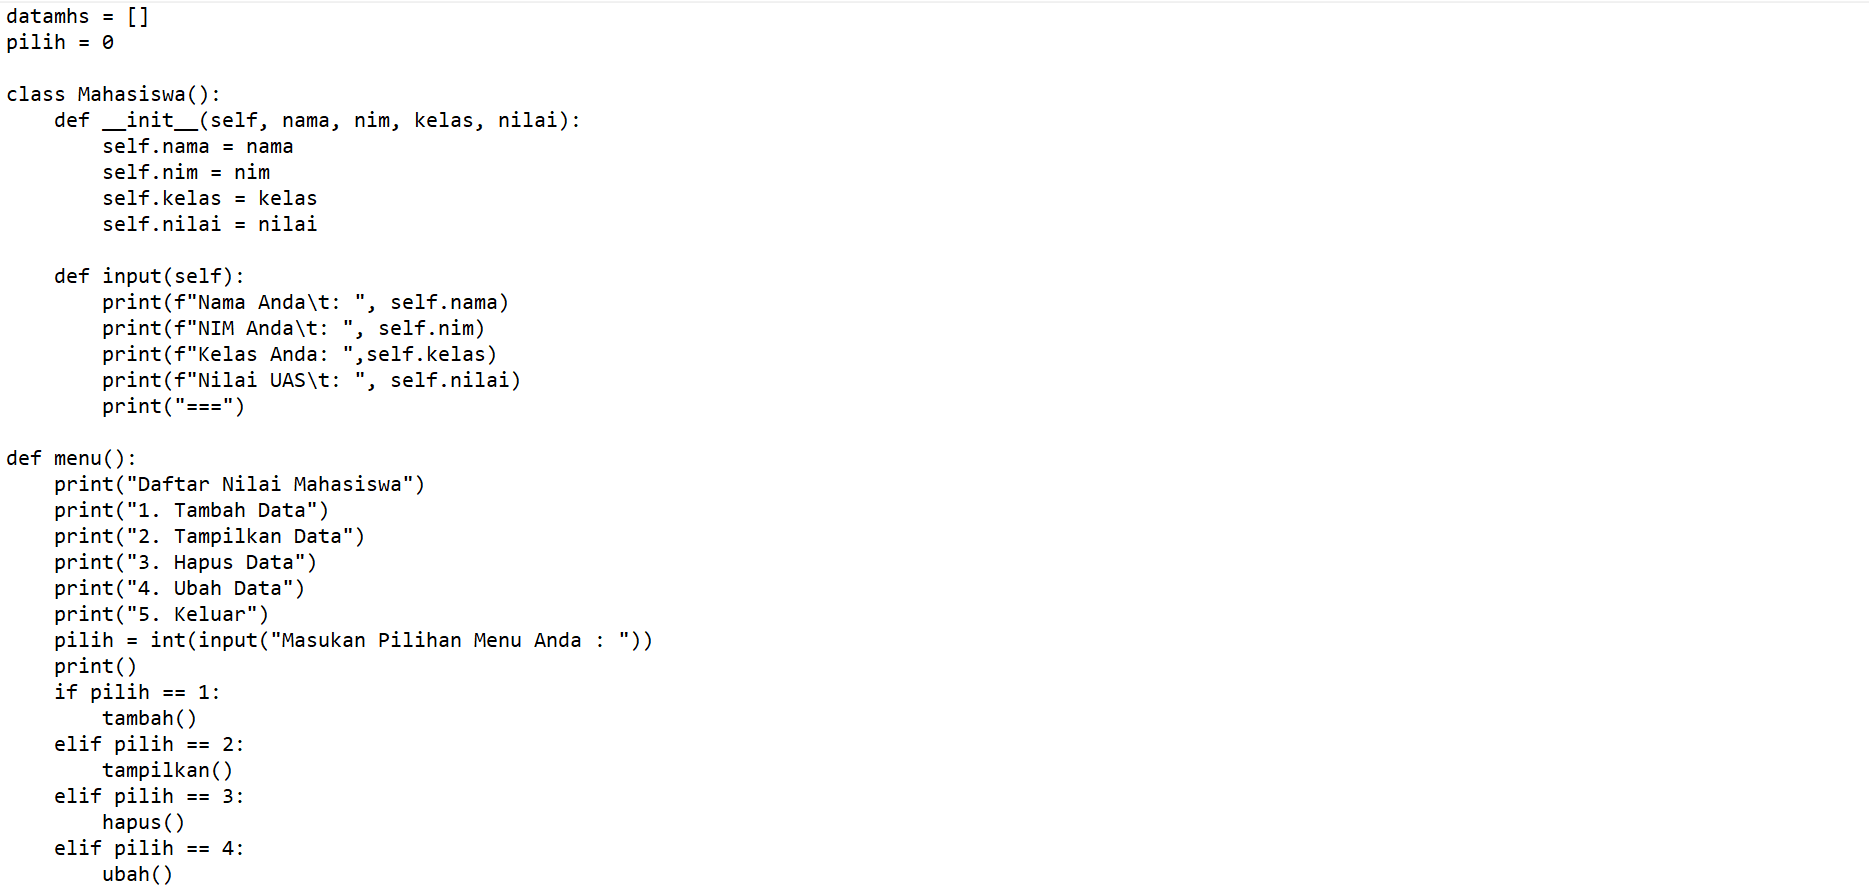 datamhs = []
pilih = 0

class Mahasiswa():
    def __init__(self, nama, nim, kelas, nilai):
        self.nama = nama
        self.nim = nim
        self.kelas = kelas
        self.nilai = nilai

    def input(self):
        print(f"Nama Anda\t: ", self.nama)
        print(f"NIM Anda\t: ", self.nim)
        print(f"Kelas Anda: ",self.kelas)
        print(f"Nilai UAS\t: ", self.nilai)
        print("===")

def menu():
    print("Daftar Nilai Mahasiswa")
    print("1. Tambah Data")
    print("2. Tampilkan Data")
    print("3. Hapus Data")
    print("4. Ubah Data")
    print("5. Keluar")
    pilih = int(input("Masukan Pilihan Menu Anda : "))
    print()
    if pilih == 1:
        tambah()
    elif pilih == 2:
        tampilkan()
    elif pilih == 3:
        hapus()
    elif pilih == 4:
        ubah()